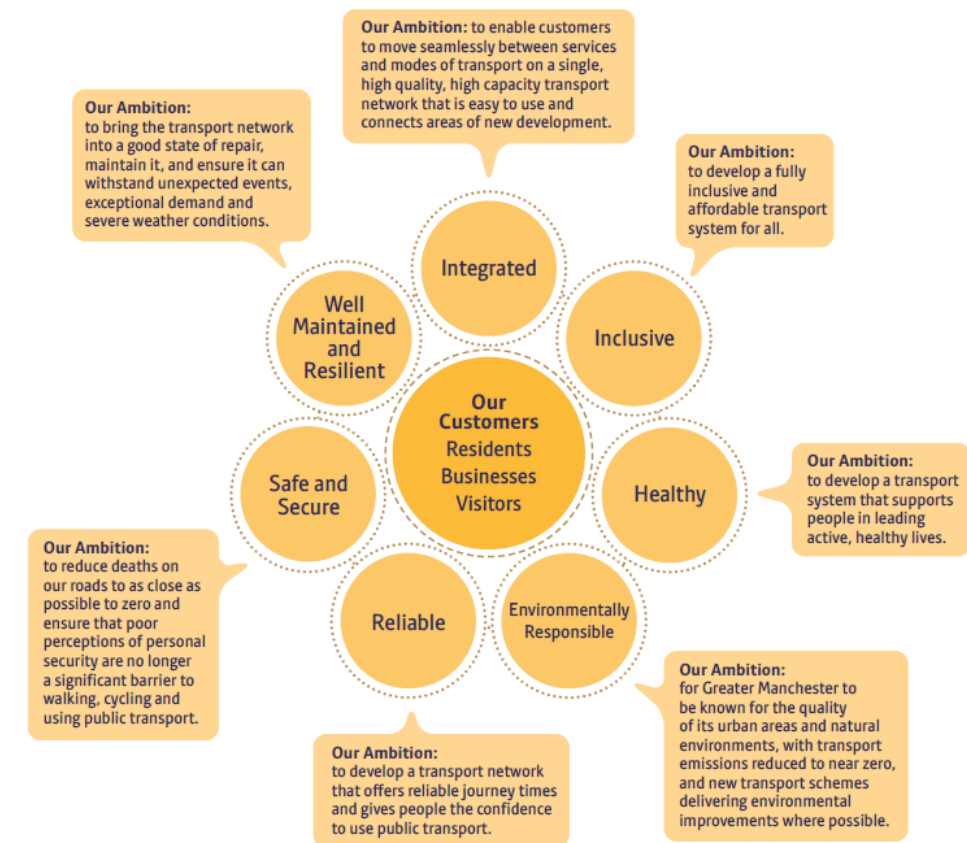 Our Ambition: to enable customers
to move seamlessly between services
and modes of transport on a single,
high quality, high capacity transport
network that is easy to use and
connects areas of new development.
Our Ambition:
to bring the transport network
into a good state of repair,
maintain it, and ensure it can
withstand unexpected events,
exceptional demand and
severe weather conditions.
Our Ambition:
to develop a fully
inclusive and
affordable transport
system for all.
Integrated
Well
Maintained
and
Resilient
Inclusive
Our
Customers
Residents
Businesses
Visitors
Safe and
Secure
Healthy
Our Ambition:
to develop a transport
system that supports
people in leading
active, healthy lives.
Our Ambition:
to reduce deaths on
our roads to as close as
possible to zero and
ensure that poor
perceptions of personal
security are no longer
a significant barrier to
walking, cycling and
using public transport.
Reliable
Environmentally
Responsible
Our Ambition:
for Greater Manchester to
be known for the quality
of its urban areas and natural
environments, with transport
emissions reduced to near zero,
and new transport schemes
delivering environmental
improvements where possible.
Our Ambition:
to develop a transport network
that offers reliable journey times
and gives people the confidence
to use public transport.